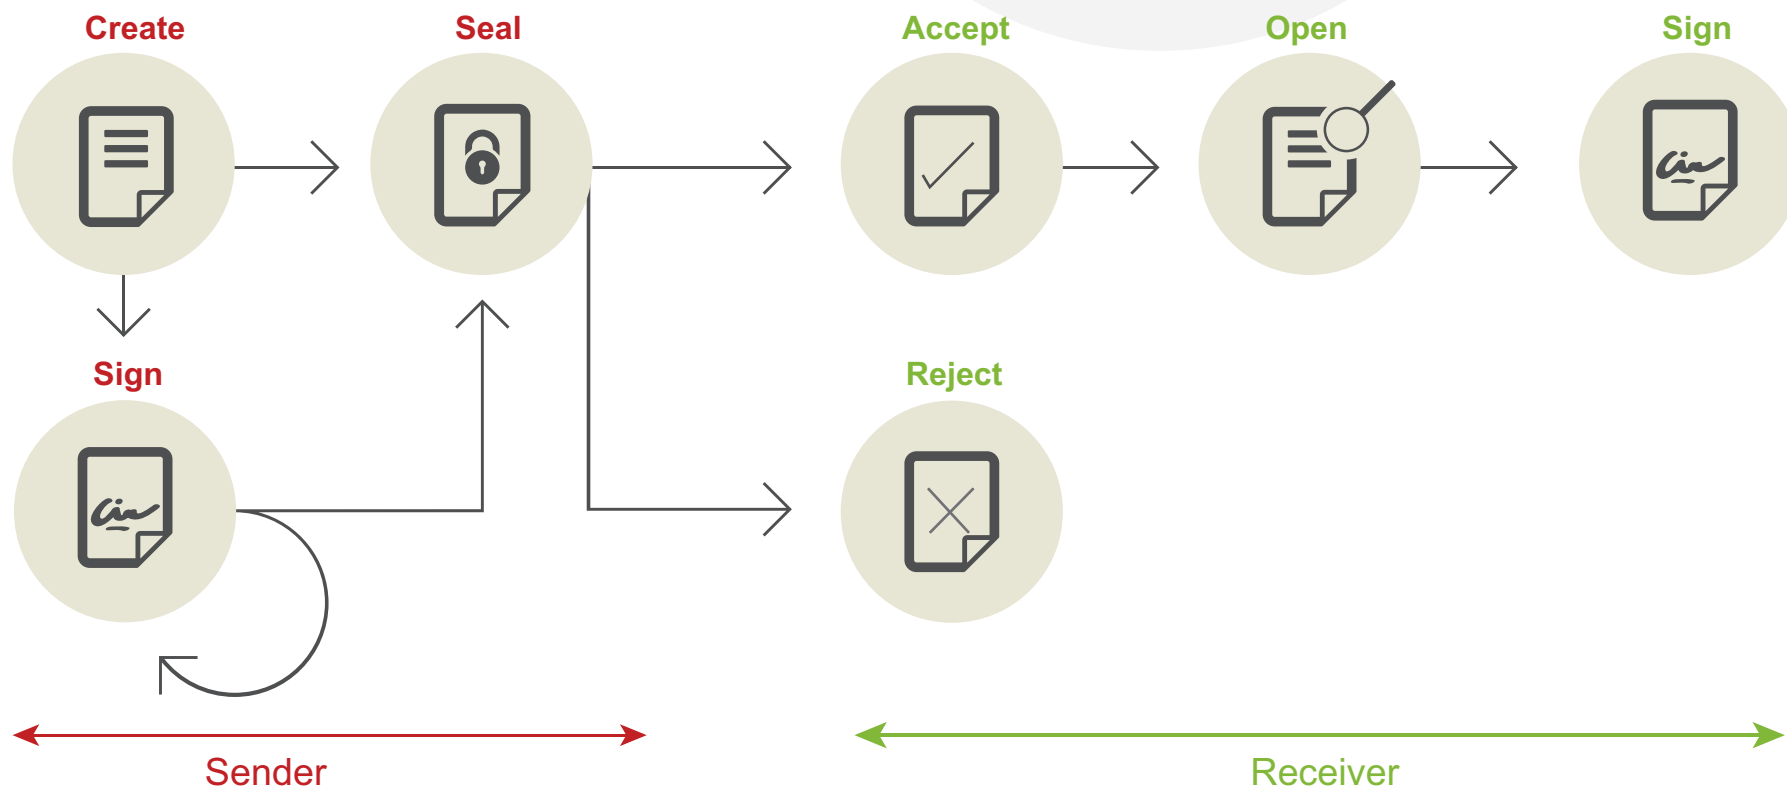 Create
Seal
Accept
Open
Sign
Sign
Reject
Sender
Receiver